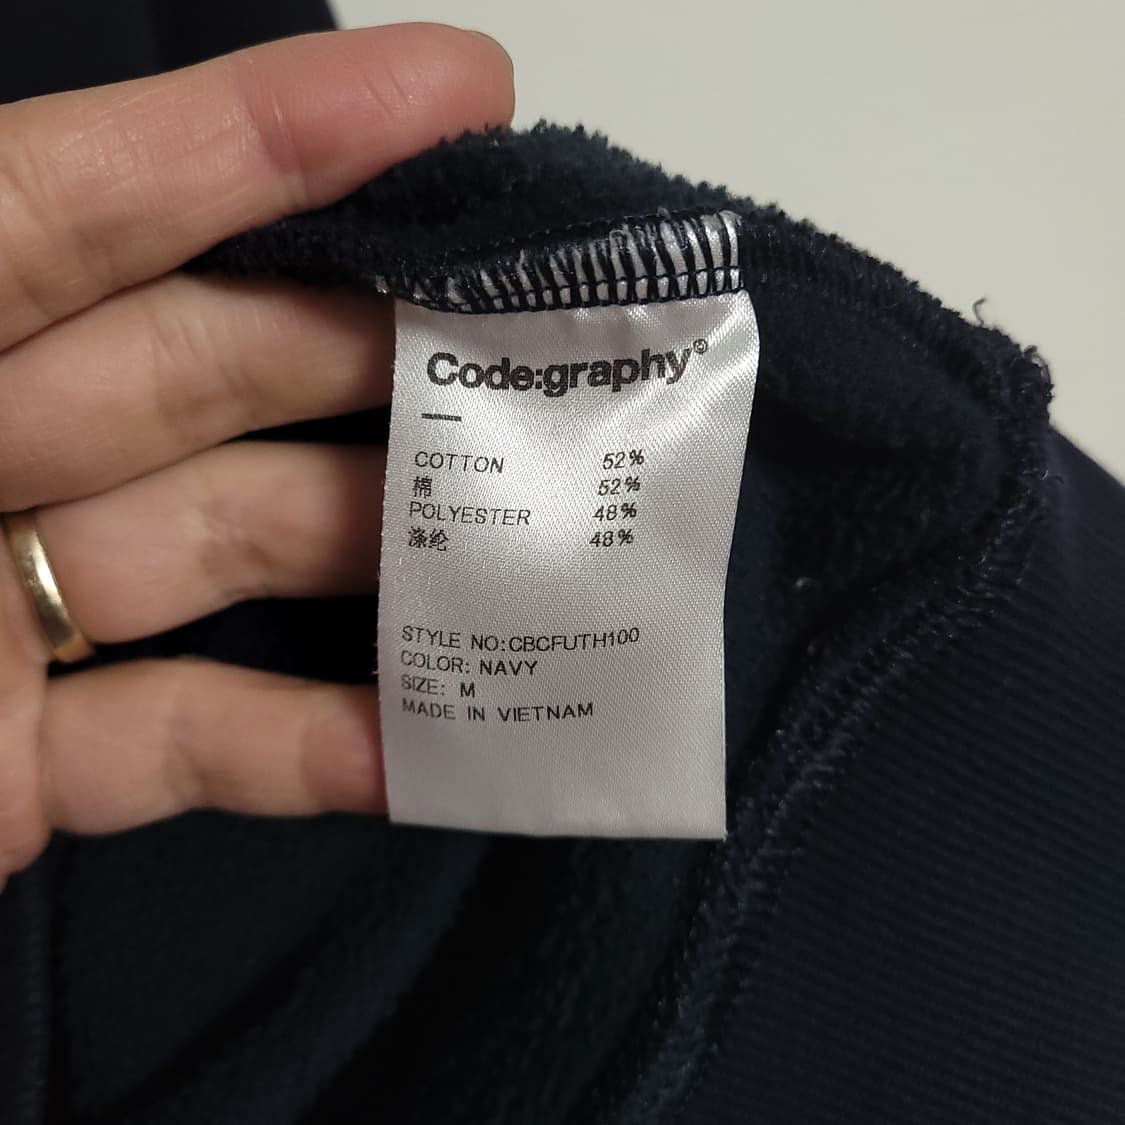 Code:graphy©
COTTON 52%
棉 52%
POLYESTER 48%
涤纶 48%
STYLE NO:CBCFUTH100
COLOR: NAVY
SIZE: M
MADE IN VIETNAM